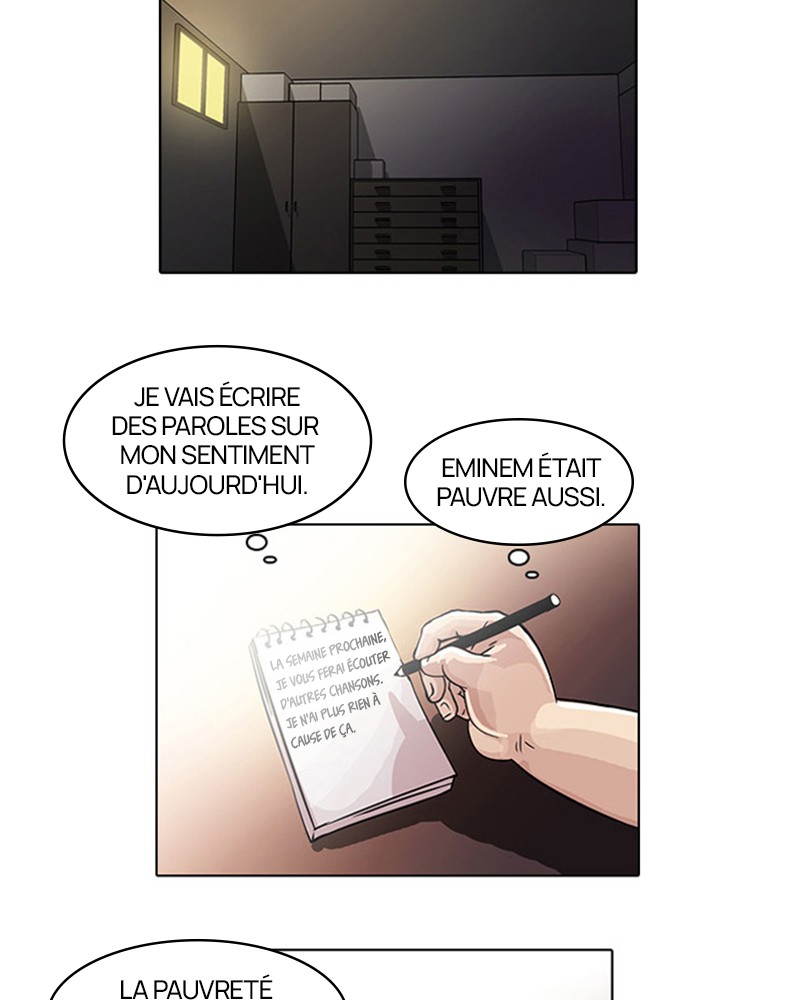 JE VAIS ÉCRIRE
DES PAROLES SUR
MON SENTIMENT
D'AUJOURD'HUI.
EMINEM ÉTAIT
PAUVRE AUSSI.
LA SEMAINE PROCHAINE,
JE VOUS FERAI ÉCOUTER
D'AUTRES CHANSONS.
JE N'AI PLUS RIEN À
CAUSE DE ÇA.
LA PAUVRETÉ